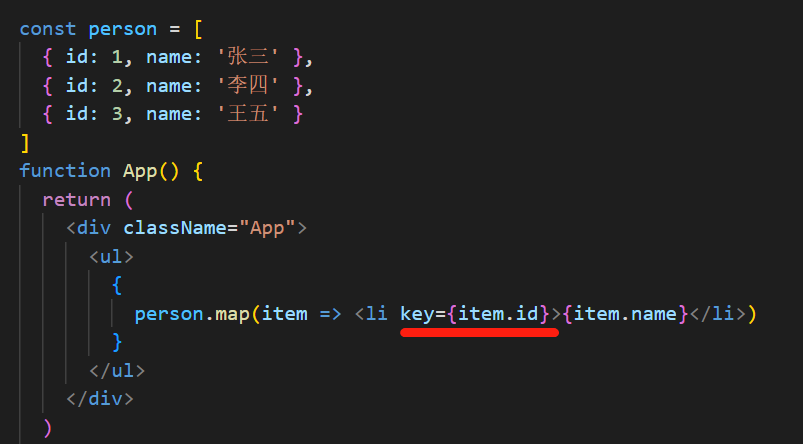 const person = [
{ id: 1, name: '张三' },
{ id: 2, name: '李四' },
{ id: 3, name: '王五' }
]
function App() {
return (
<div className="App">
<ul>
{
person.map(item => <li key={item.id}>{item.name}</li>)
}
</ul>
</div>
)